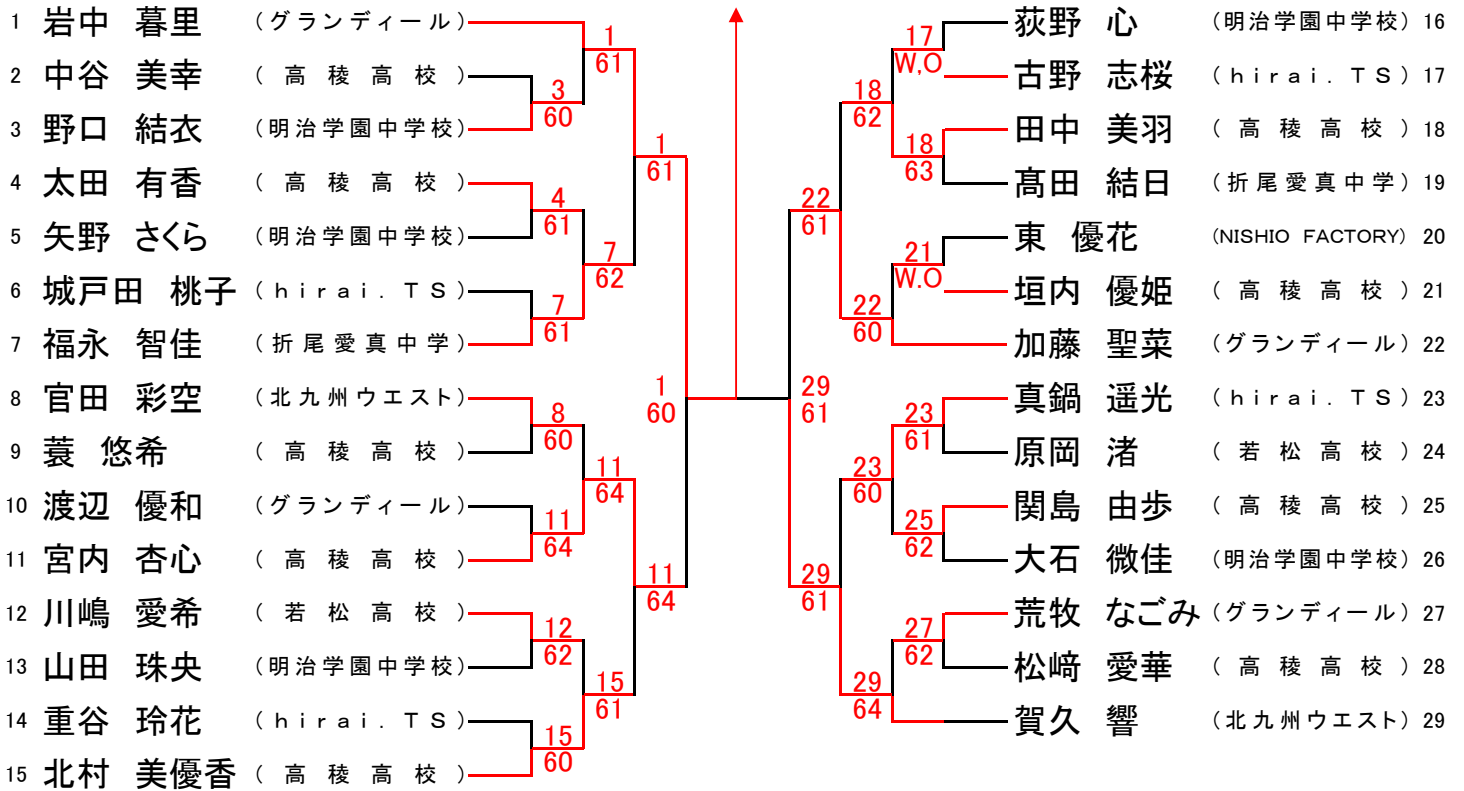 1 岩中 暮里 (グランディール)
2 中谷 美幸 (高稜高校)
3 野口 結衣 (明治学園中学校)
4 太田 有香 (高稜高校)
5 矢野 さくら (明治学園中学校)
6 城戸田 桃子 (hirai.TS)
7 福永 智佳 (折尾愛真中学)
8 官田 彩空 (北九州ウエスト)
9 蓑 悠希 (高稜高校)
10 渡辺 優和 (グランディール)
11 宮内 杏心 (高稜高校)
12 川嶋 愛希 (若松高校)
13 山田 珠央 (明治学園中学校)
14 重谷 玲花 (hirai.TS)
15 北村 美優香 (高稜高校)
1
61
3
60
4
61
7
62
7
61
1
61
8
60
11
64
11
64
12
62
15
61
15
60
11
64
1
60
29
61
22
61
18
62
17
W,O
18
63
21
W.O
22
60
23
61
23
60
25
62
29
61
27
62
29
64
荻野 心 (明治学園中学校) 16
古野 志桜 (hirai.TS) 17
田中 美羽 (高稜高校) 18
髙田 結日 (折尾愛真中学) 19
東 優花 (NISHIO FACTORY) 20
垣内 優姫 (高稜高校) 21
加藤 聖菜 (グランディール) 22
真鍋 遥光 (hirai.TS) 23
原岡 渚 (若松高校) 24
関島 由歩 (高稜高校) 25
大石 微佳 (明治学園中学校) 26
荒牧 なごみ (グランディール) 27
松﨑 愛華 (高稜高校) 28
賀久 響 (北九州ウエスト) 29